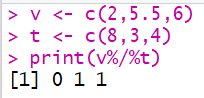 > v <- c(2,5.5,6)
> t <- c(8,3,4)
> print(v%/%t)
[1] 0 1 1